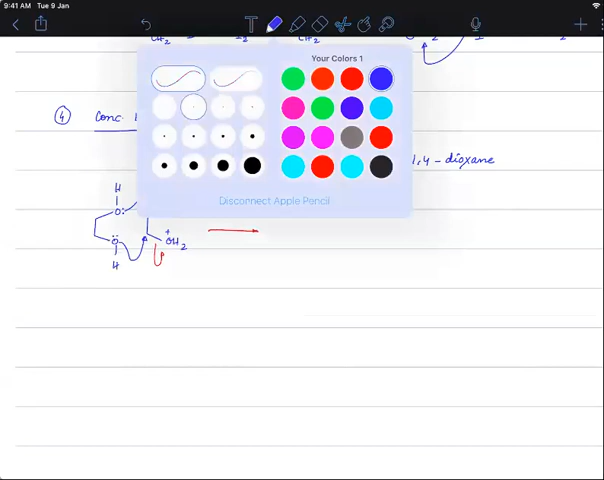 9:41 AM Tue 9 Jan
CH2
CH2
Your Colors 1
④ Conc.
1,4-dioxane
H
O:
Ö
H
+
OH2
Disconnect Apple Pencil